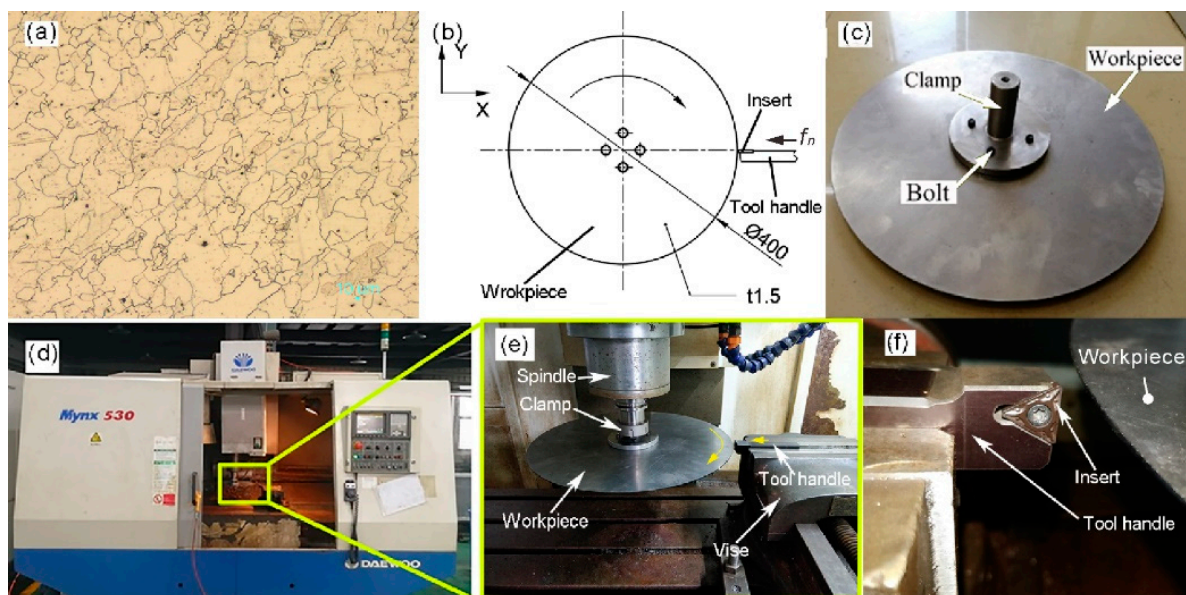 (a)
(b)
Y
X
Insert
fn
Tool handle
Ø400
Wrokpiece
t1.5
(c)
Workpiece
Clamp
Bolt
(d)
Mynx 530
DAEWOO
(e)
Spindle
Clamp
Tool handle
Workpiece
Vise
(f)
Workpiece
Insert
Tool handle